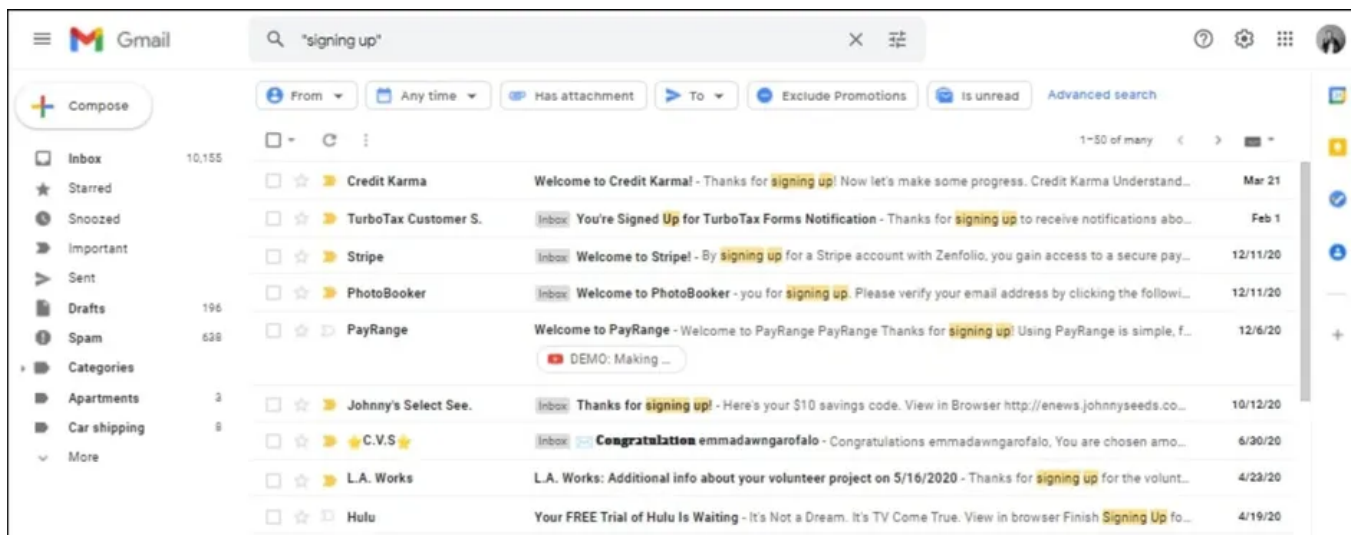 Gmail
"signing up"
Compose
From Any time Has attachment To Exclude Promotions Is unread Advanced search
1–50 of many
Inbox 10,155
Starred
Snoozed
Important
Sent
Drafts 196
Spam 638
Categories
Apartments 3
Car shipping 8
More
Credit Karma Welcome to Credit Karma! - Thanks for signing up! Now let's make some progress. Credit Karma Understand... Mar 21
TurboTax Customer S. Inbox You're Signed Up for TurboTax Forms Notification - Thanks for signing up to receive notifications abo... Feb 1
Stripe Inbox Welcome to Stripe! - By signing up for a Stripe account with Zenfolio, you gain access to a secure pay... 12/11/20
PhotoBooker Inbox Welcome to PhotoBooker - you for signing up. Please verify your email address by clicking the followi... 12/11/20
PayRange Welcome to PayRange - Welcome to PayRange PayRange Thanks for signing up! Using PayRange is simple, f... 12/6/20
DEMO: Making ...
Johnny's Select See. Inbox Thanks for signing up! - Here's your $10 savings code. View in Browser http://enews.johnnyseeds.co... 10/12/20
⭐C.V.S⭐ Inbox ✉️ Congratulation emmadawngarofalo - Congratulations emmadawngarofalo, You are chosen amo... 6/30/20
L.A. Works L.A. Works: Additional info about your volunteer project on 5/16/2020 - Thanks for signing up for the volunt... 4/23/20
Hulu Your FREE Trial of Hulu Is Waiting - It's Not a Dream. It's TV Come True. View in browser Finish Signing Up fo... 4/19/20